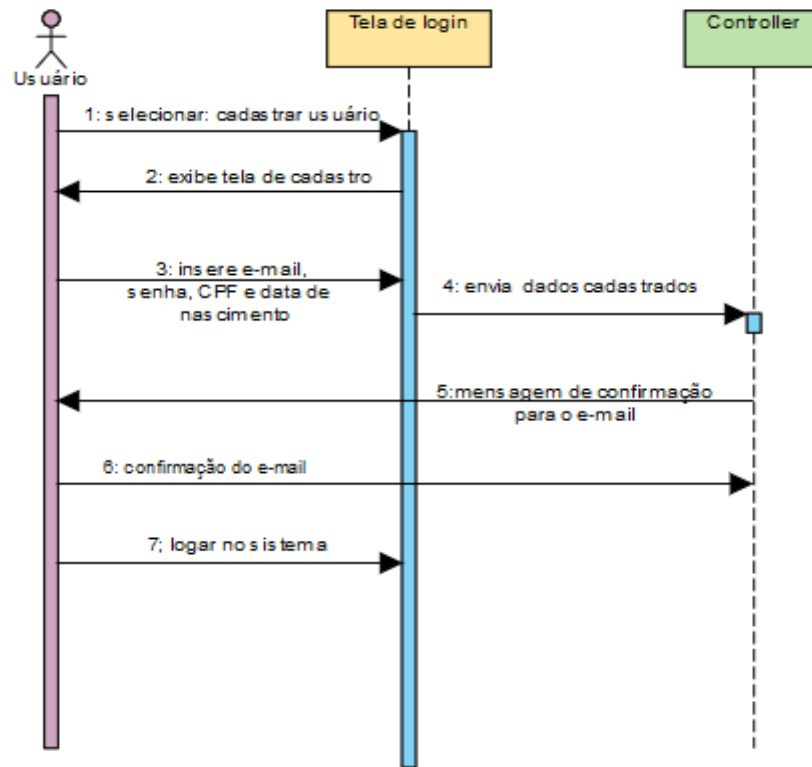 Tela de login
Controller
Usuário
1: selecionar: cadastrar usuário
2: exibe tela de cadastro
3: insere e-mail,
senha, CPF e data de
nascimento
4: envia dados cadastrados
5:mensagem de confirmação
para o e-mail
6: confirmação do e-mail
7; logar no sistema